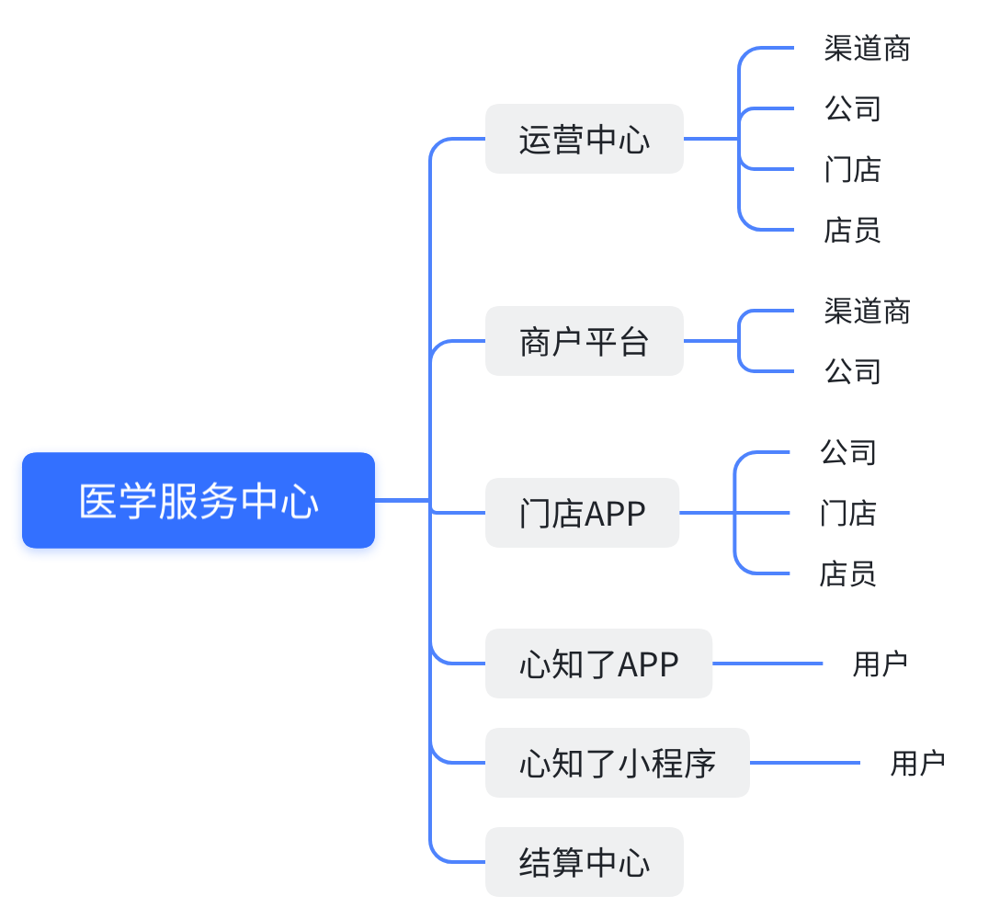 医学服务中心
运营中心
渠道商
公司
门店
店员
商户平台
渠道商
公司
门店APP
公司
门店
店员
心知了APP
用户
心知了小程序
用户
结算中心